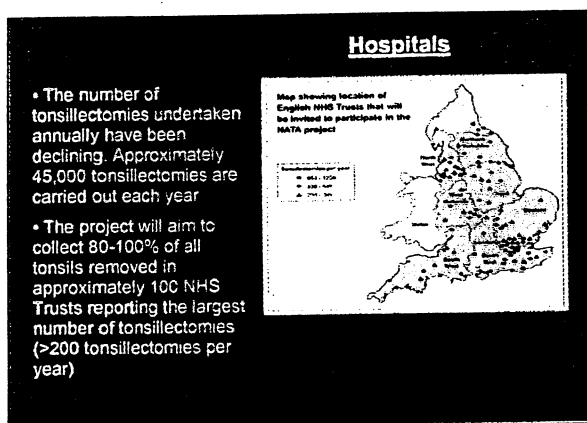 Hospitals
• The number of
tonsillectomies undertaken
annually have been
declining. Approximately
45,000 tonsillectomies are
carried out each year
• The project will aim to
collect 80-100% of all
tonsils removed in
approximately 100 NHS
Trusts reporting the largest
number of tonsillectomies
(>200 tonsillectomies per
year)
Map showing location of
English NHS Trusts that will
be invited to participate in the
NATA project
Tonsillectomies per year